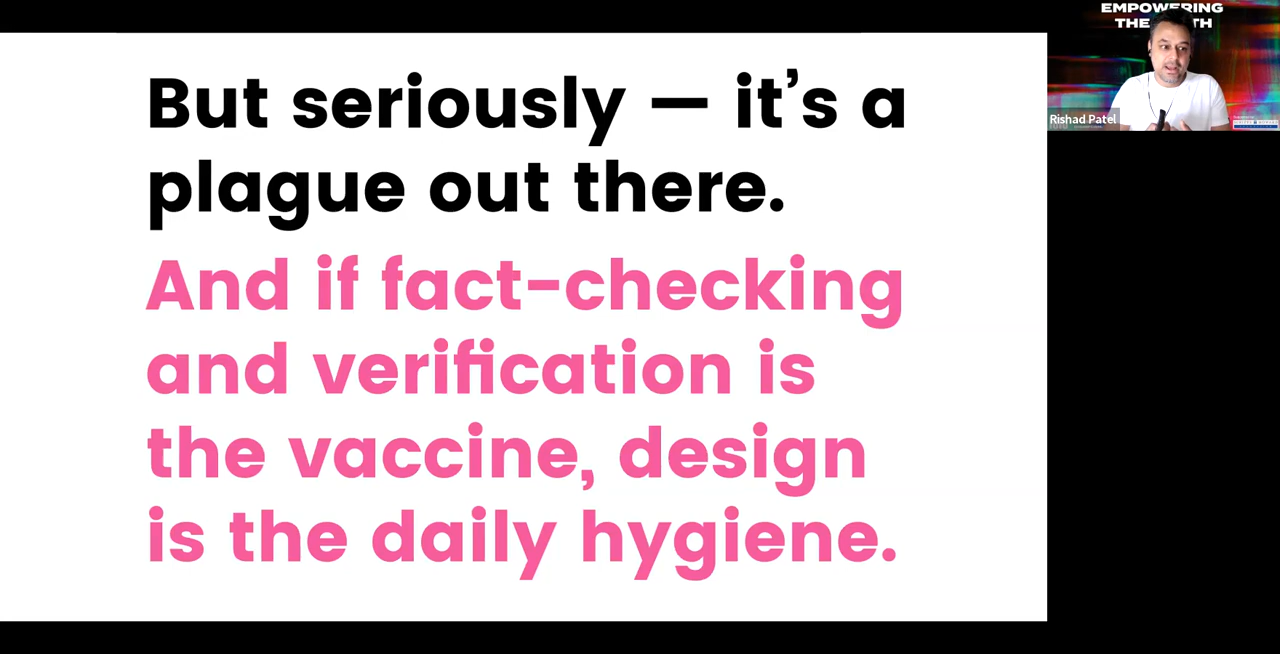 But seriously — it’s a
plague out there.
And if fact-checking
and verification is
the vaccine, design
is the daily hygiene.
EMPOWERING
THE
TH
Rishad Patel